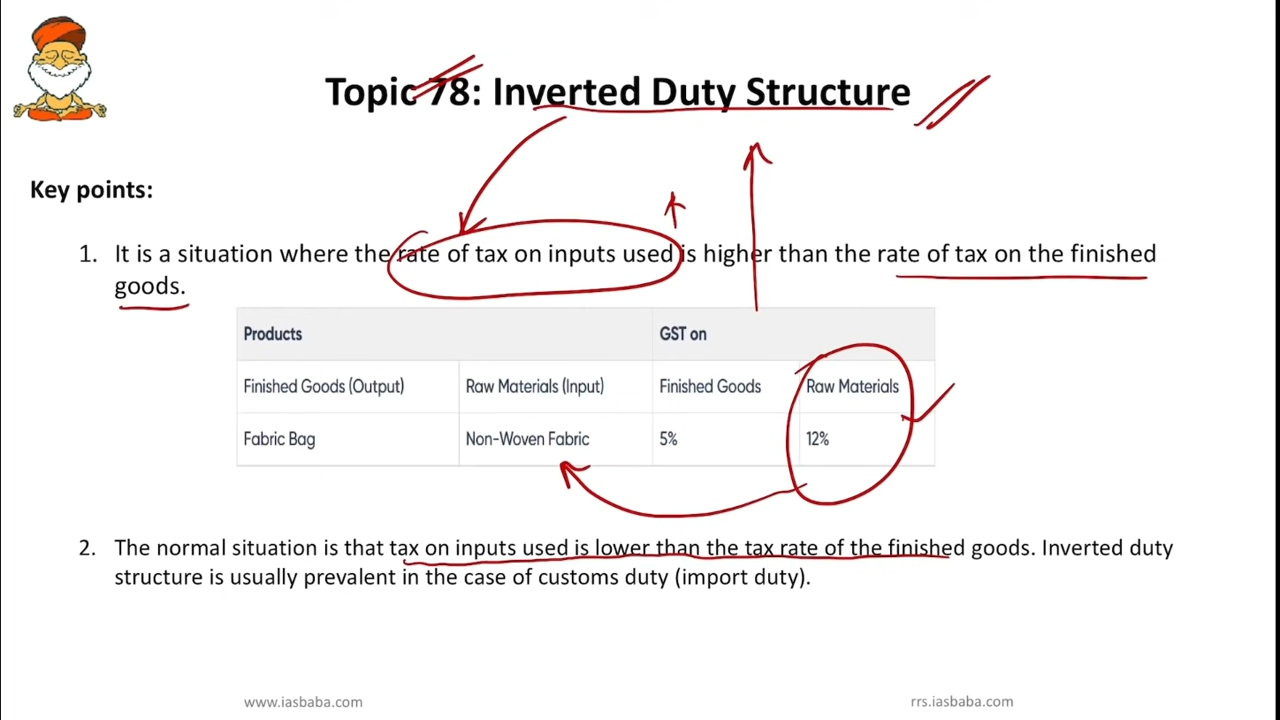 Topic 78: Inverted Duty Structure
Key points:
1. It is a situation where the rate of tax on inputs used is higher than the rate of tax on the finished
goods.
Products GST on
Finished Goods (Output) Raw Materials (Input) Finished Goods Raw Materials
Fabric Bag Non-Woven Fabric 5% 12%
2. The normal situation is that tax on inputs used is lower than the tax rate of the finished goods. Inverted duty
structure is usually prevalent in the case of customs duty (import duty).
www.iasbaba.com rrs.iasbaba.com